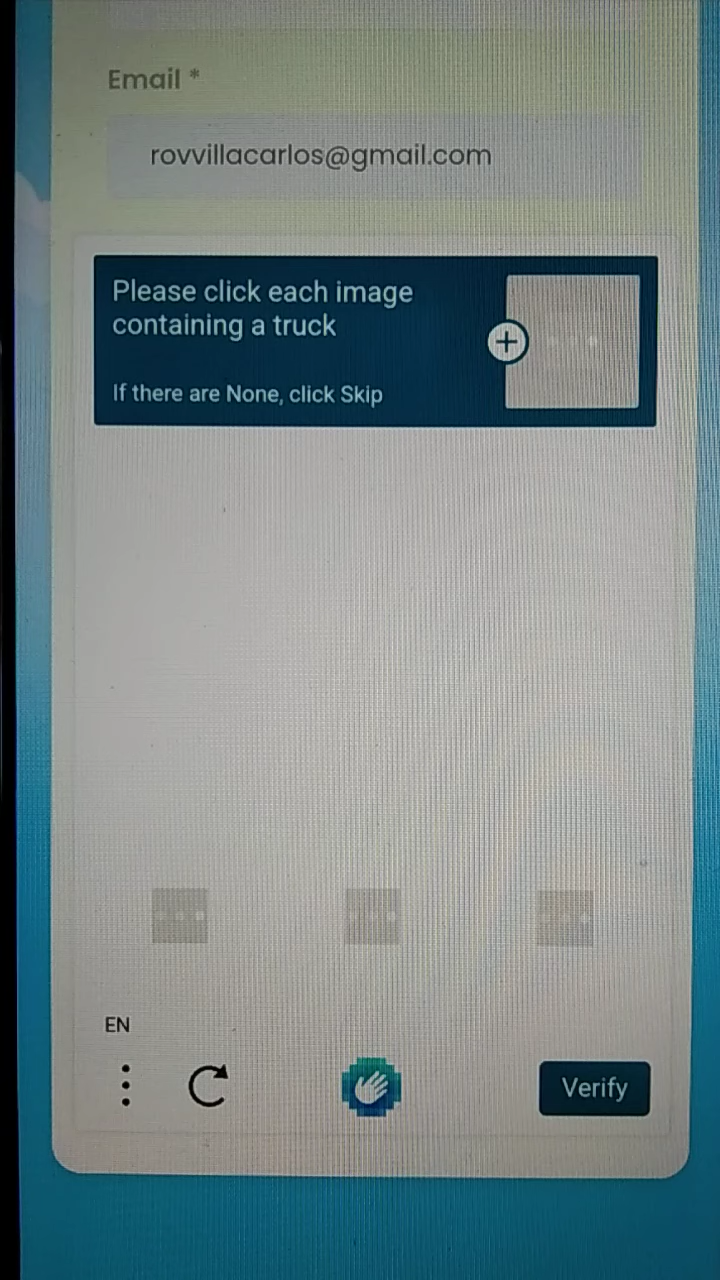 Email *
rovvillacarlos@gmail.com
Please click each image
containing a truck
If there are None, click Skip
EN
Verify